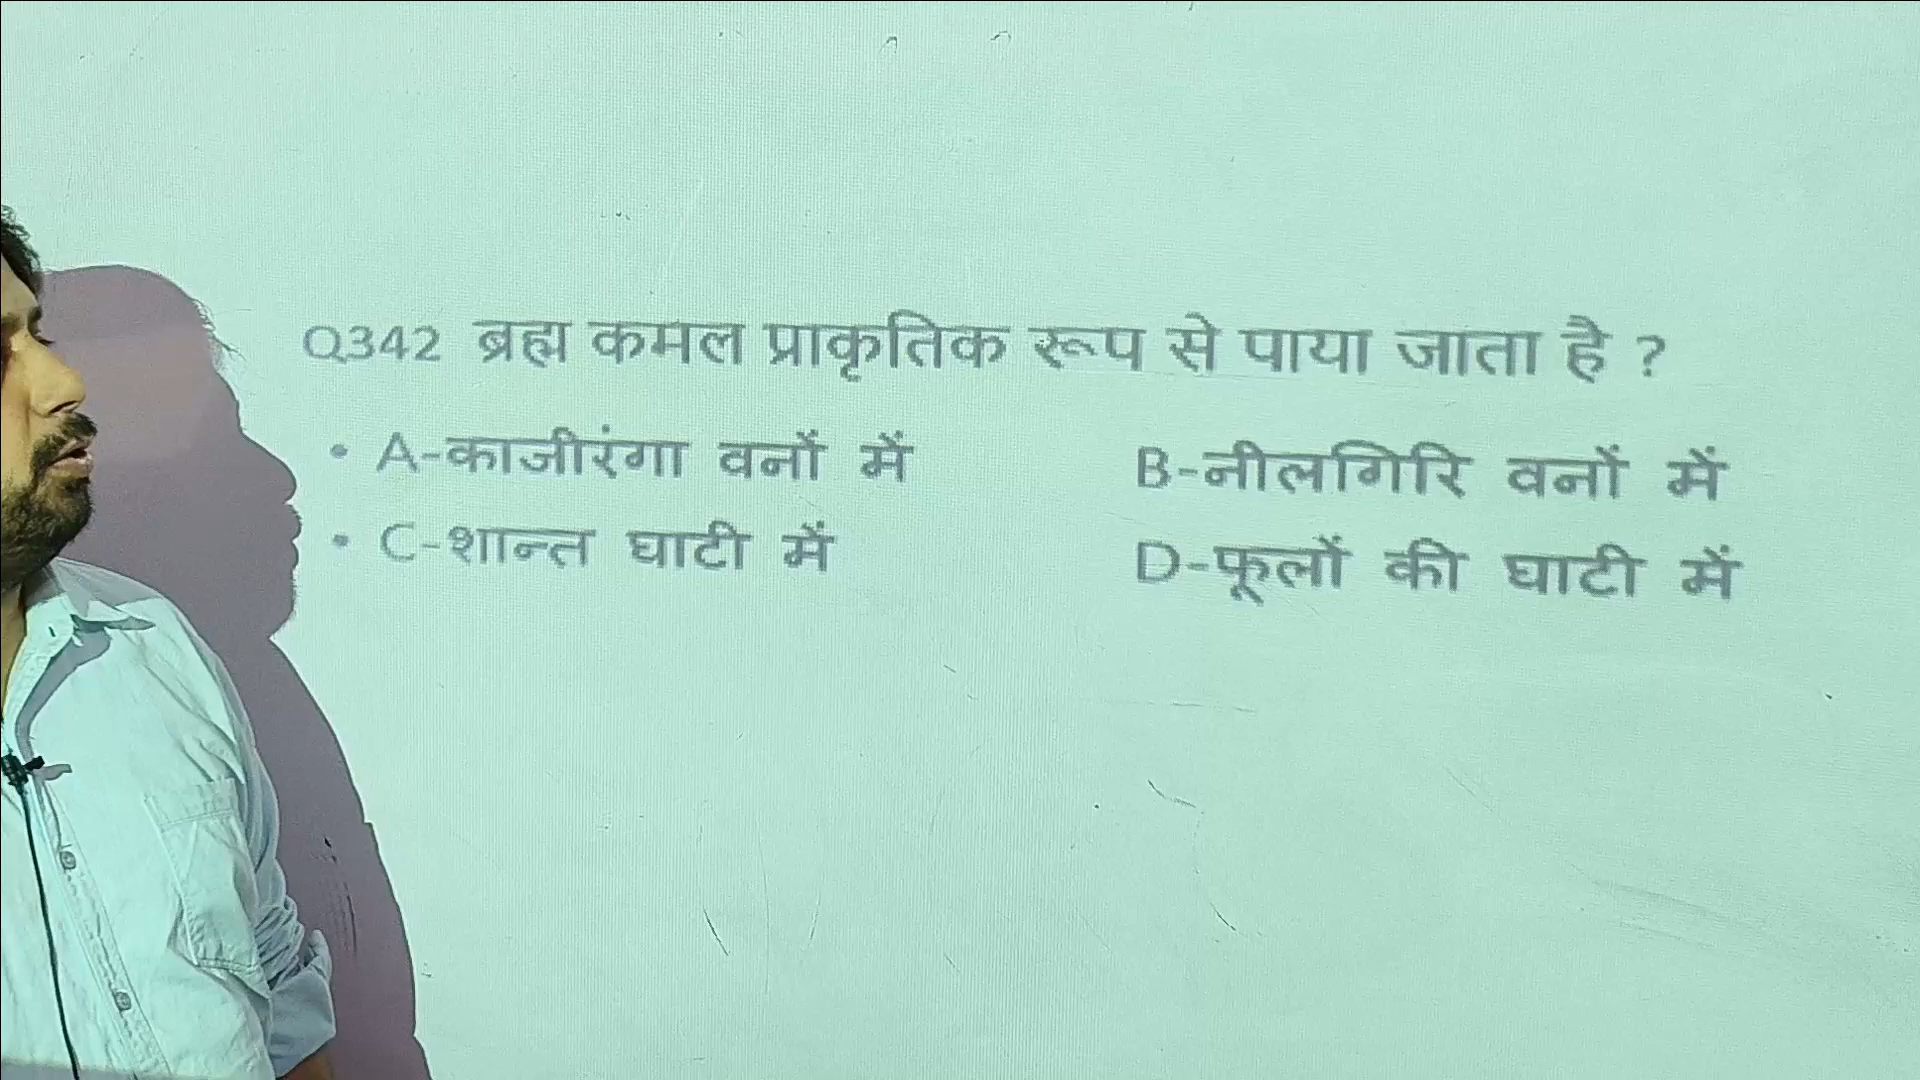 Q342 ब्रह्म कमल प्राकृतिक रूप से पाया जाता है ?
• A-काजीरंगा वनों में B-नीलगिरि वनों में
• C-शान्त घाटी में D-फूलों की घाटी में